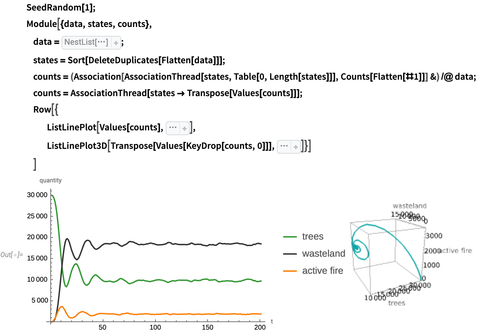 SeedRandom[1];
Module[{data, states, counts},
data = NestList[⋯] + ;
states = Sort[DeleteDuplicates[Flatten[data]]];
counts = (Association[AssociationThread[states, Table[0, Length[states]]], Counts[Flatten[#1]]] &) /@ data;
counts = AssociationThread[states → Transpose[Values[counts]]];
Row[{
ListLinePlot[Values[counts], ⋯ + ],
ListLinePlot3D[Transpose[Values[KeyDrop[counts, 0]]], ⋯ + ]}]
]
Out[◦]=
quantity
30 000
25 000
20 000
15 000
10 000
5000
50
100
150
200
t
trees
wasteland
active fire
wasteland
15 000
5000
0
3000
2000
1000
0
active fire
10 000
15 000
20 000
25 000
30 000
trees